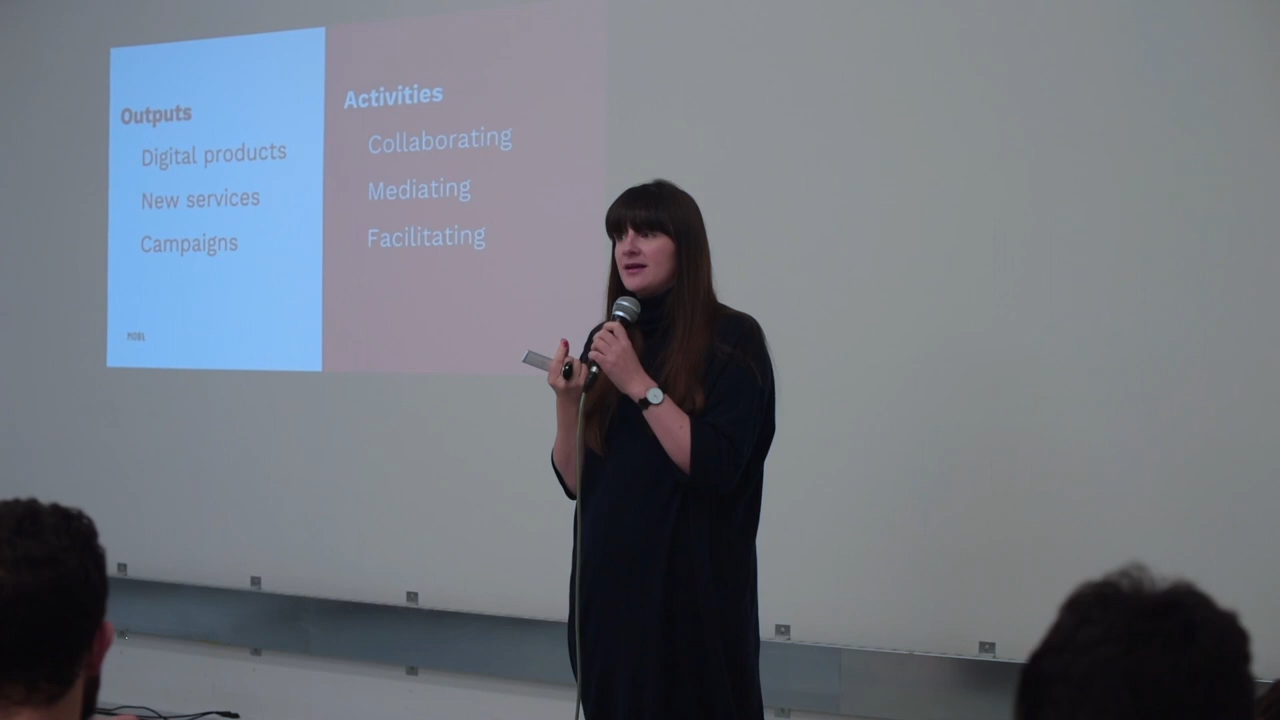 Outputs
Digital products
New services
Campaigns
Activities
Collaborating
Mediating
Facilitating